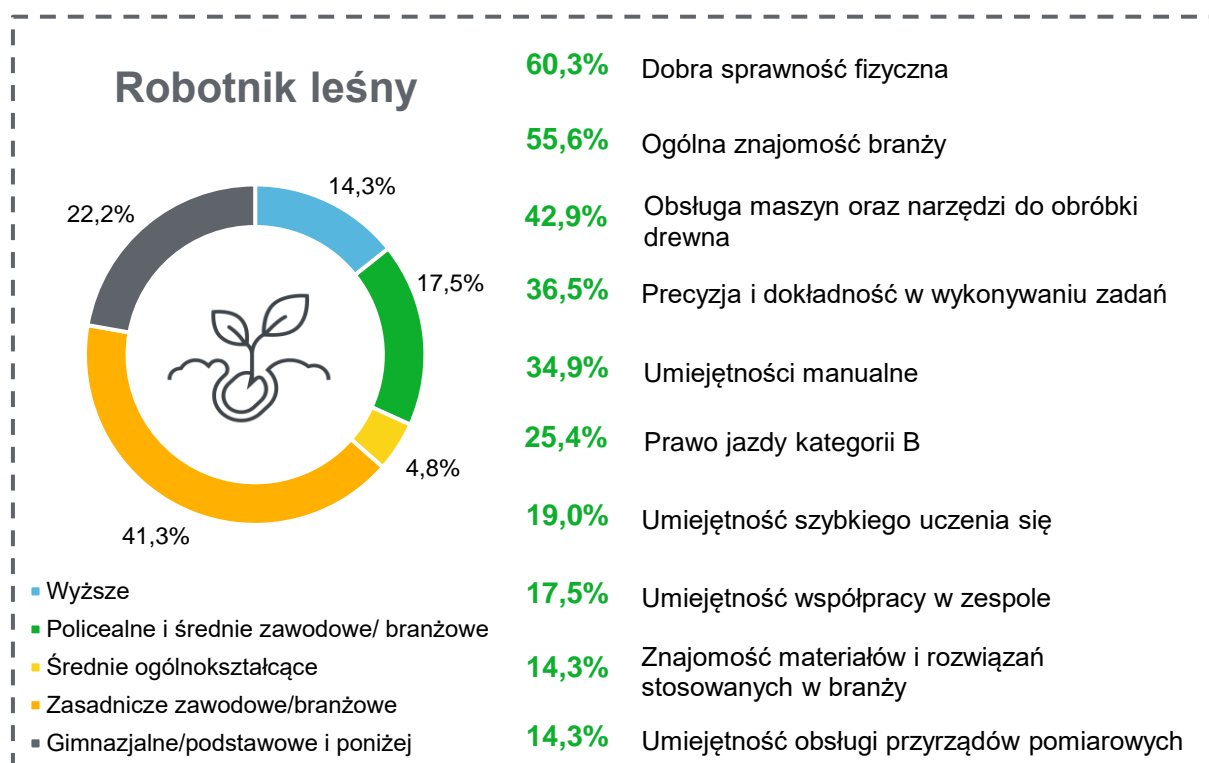 Robotnik leśny
14,3%
17,5%
4,8%
41,3%
22,2%
Wyższe
Policealne i średnie zawodowe/ branżowe
Średnie ogólnokształcące
Zasadnicze zawodowe/branżowe
Gimnazjalne/podstawowe i poniżej
60,3% Dobra sprawność fizyczna
55,6% Ogólna znajomość branży
42,9% Obsługa maszyn oraz narzędzi do obróbki
drewna
36,5% Precyzja i dokładność w wykonywaniu zadań
34,9% Umiejętności manualne
25,4% Prawo jazdy kategorii B
19,0% Umiejętność szybkiego uczenia się
17,5% Umiejętność współpracy w zespole
14,3% Znajomość materiałów i rozwiązań
stosowanych w branży
14,3% Umiejętność obsługi przyrządów pomiarowych